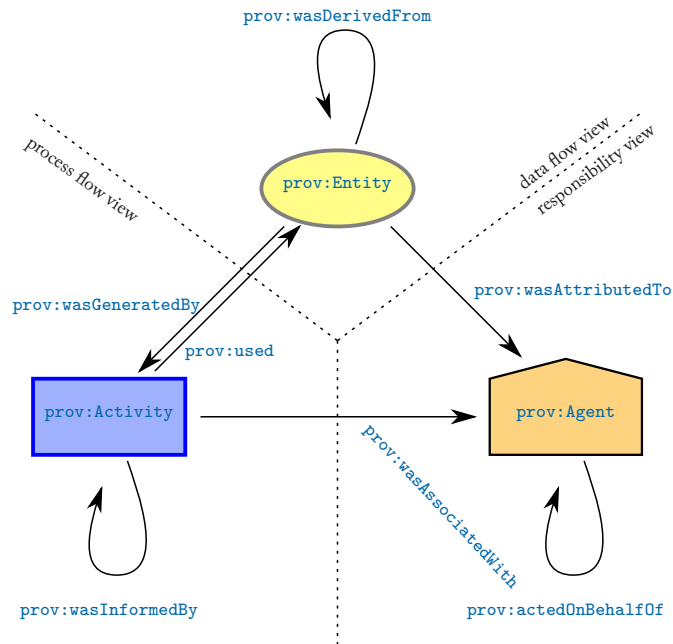 prov:wasDerivedFrom
process flow view
data flow view
responsibility view
prov:Entity
prov:wasGeneratedBy
prov:wasAttributedTo
prov:used
prov:Activity
prov:Agent
prov:wasAssociatedWith
prov:wasInformedBy
prov:actedOnBehalfOf